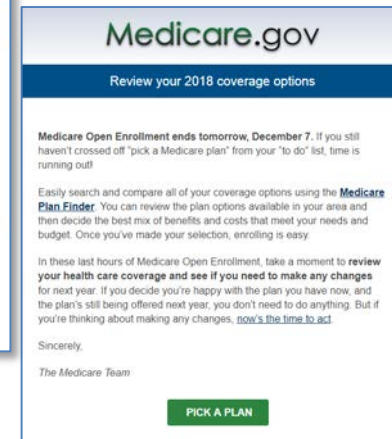 Medicare.gov
Review your 2018 coverage options
Medicare Open Enrollment ends tomorrow, December 7. If you still
haven't crossed off "pick a Medicare plan" from your "to do" list, time is
running out!
Easily search and compare all of your coverage options using the Medicare
Plan Finder. You can review the plan options available in your area and
then decide the best mix of benefits and costs that meet your needs and
budget. Once you've made your selection, enrolling is easy.
In these last hours of Medicare Open Enrollment, take a moment to review
your health care coverage and see if you need to make any changes
for next year. If you decide you're happy with the plan you have now, and
the plan's still being offered next year, you don't need to do anything. But if
you're thinking about making any changes, now's the time to act.
Sincerely,
The Medicare Team
PICK A PLAN